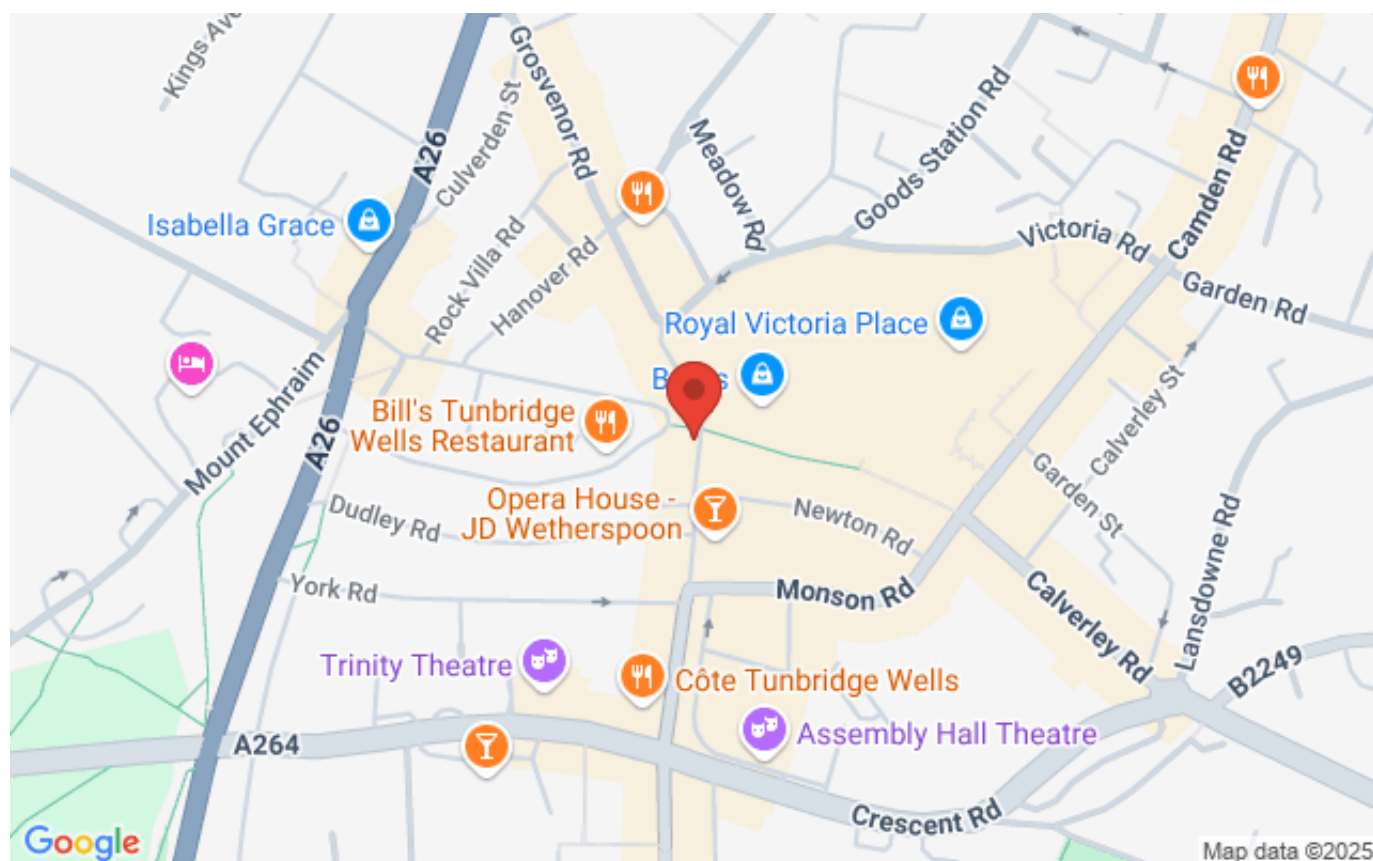 Kings Ave
A26
Culverden St
Grosvenor Rd
Meadow Rd
Goods Station Rd
Camden Rd
Isabella Grace
Rock Villa Rd
Hanover Rd
Victoria Rd
Garden Rd
Royal Victoria Place
Mount Ephraim
A26
Bill's Tunbridge
Wells Restaurant
Calverley St
Garden St
Dudley Rd
Opera House -
JD Wetherspoon
Newton Rd
Lansdowne Rd
York Rd
Monson Rd
Calverley Rd
B2249
Trinity Theatre
Côte Tunbridge Wells
A264
Assembly Hall Theatre
Crescent Rd
Google
Map data ©2025